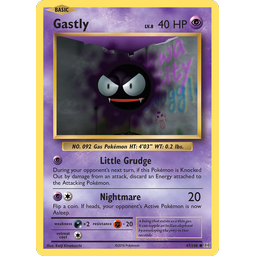 BASIC
Gastly
LV.8 40 HP
NO. 092 Gas Pokémon HT: 4'03" WT: 0.2 lbs.
Little Grudge
During your opponent's next turn, if this Pokémon is Knocked
Out by damage from an attack, discard an Energy attached to
the Attacking Pokémon.
Nightmare 20
Flip a coin. If heads, your opponent's Active Pokémon is now
Asleep.
weakness ×2 resistance -20
retreat
cost